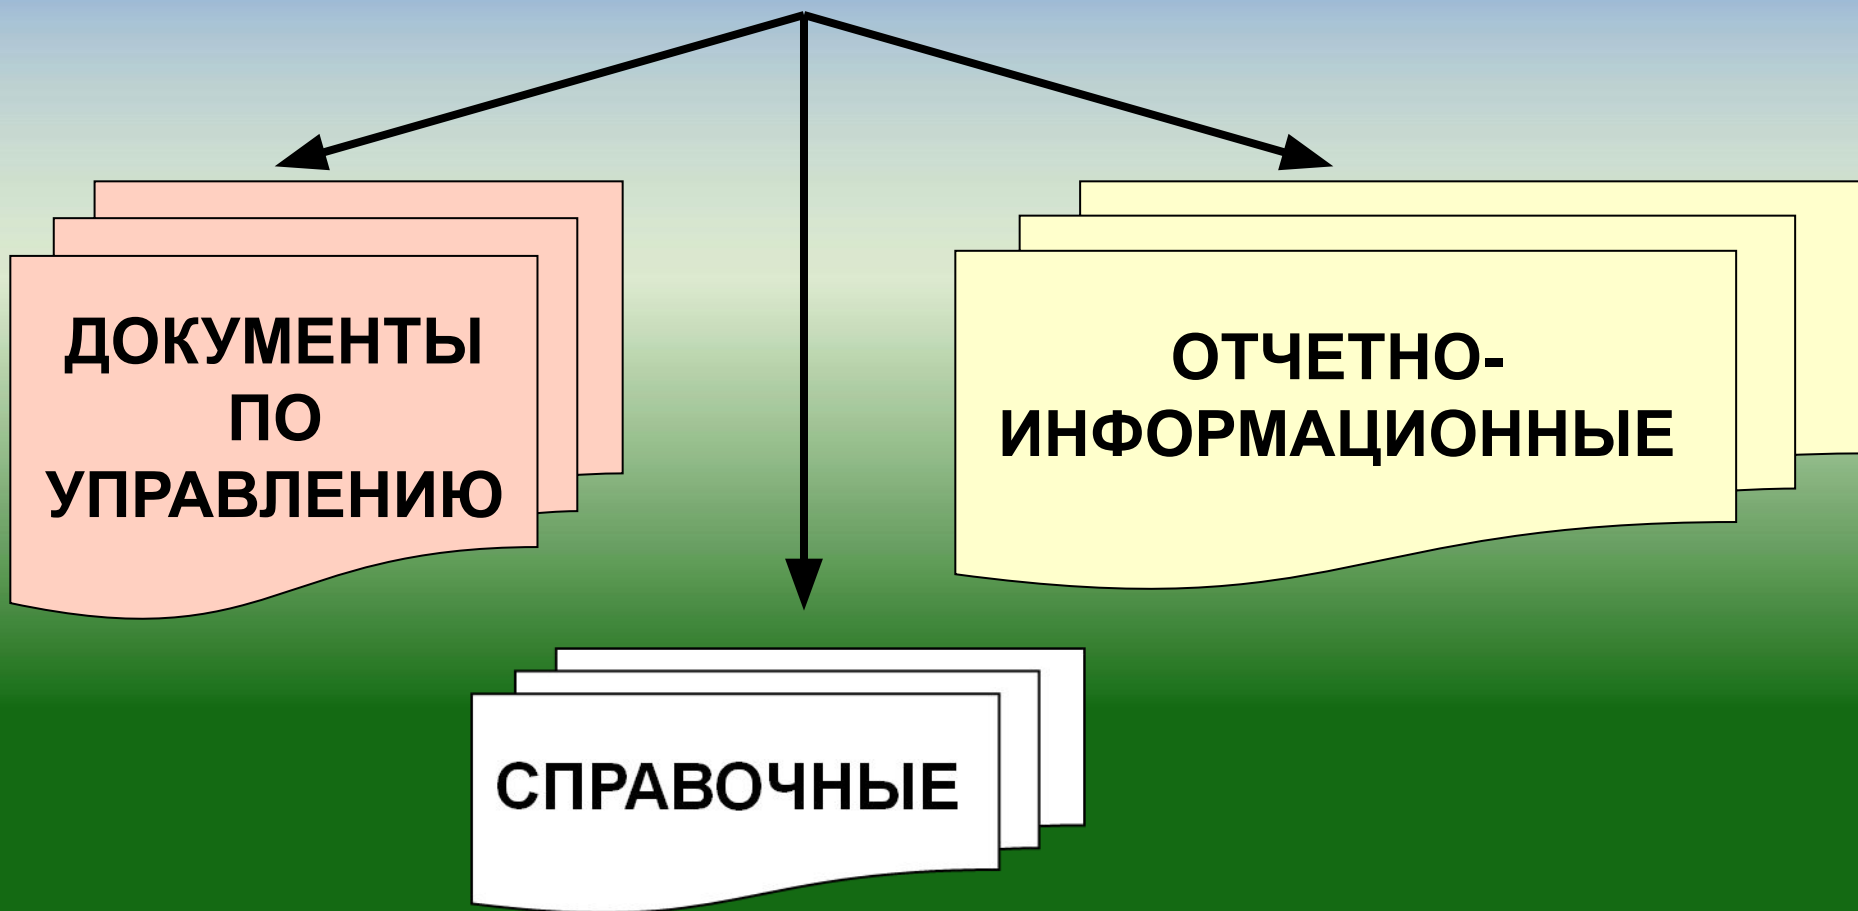 ДОКУМЕНТЫ
ПО
УПРАВЛЕНИЮ
ОТЧЕТНО-
ИНФОРМАЦИОННЫЕ
СПРАВОЧНЫЕ